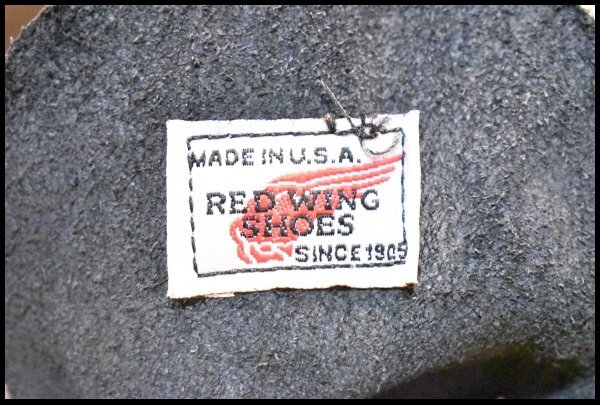 MADE IN U.S.A.
RED WING
SHOES
SINCE 1905